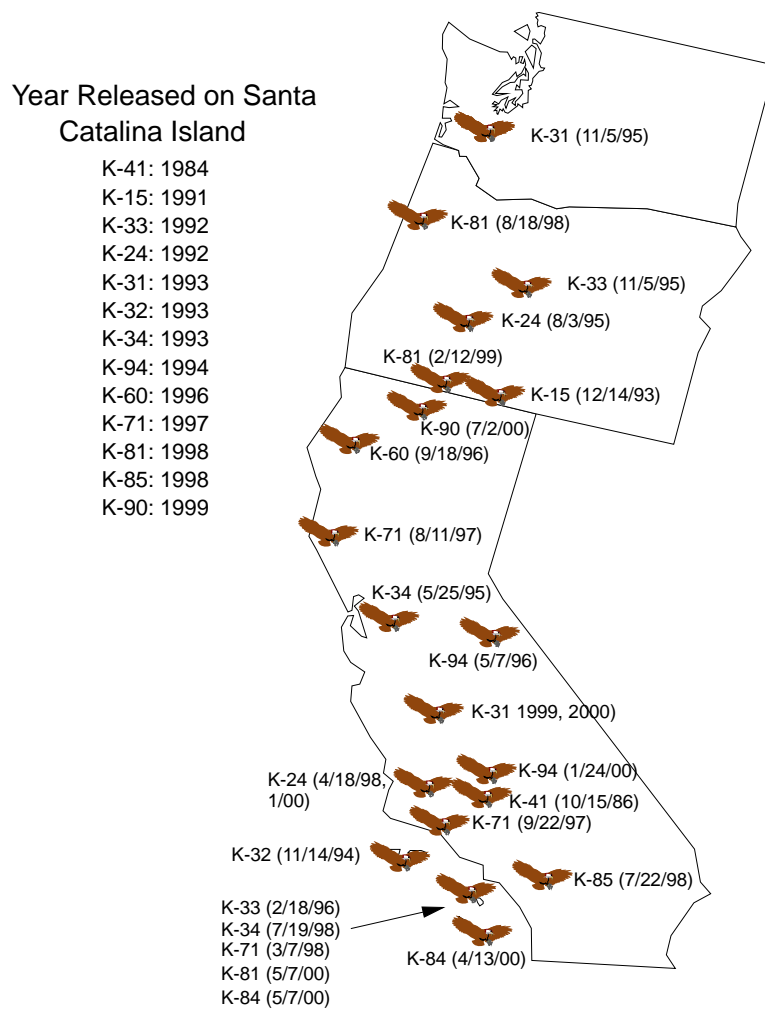 Year Released on Santa
Catalina Island
K-41: 1984
K-15: 1991
K-33: 1992
K-24: 1992
K-31: 1993
K-32: 1993
K-34: 1993
K-94: 1994
K-60: 1996
K-71: 1997
K-81: 1998
K-85: 1998
K-90: 1999
K-31 (11/5/95)
K-81 (8/18/98)
K-33 (11/5/95)
K-24 (8/3/95)
K-81 (2/12/99)
K-15 (12/14/93)
K-90 (7/2/00)
K-60 (9/18/96)
K-71 (8/11/97)
K-34 (5/25/95)
K-94 (5/7/96)
K-31 1999, 2000)
K-94 (1/24/00)
K-24 (4/18/98,
1/00)
K-41 (10/15/86)
K-71 (9/22/97)
K-32 (11/14/94)
K-85 (7/22/98)
K-33 (2/18/96)
K-34 (7/19/98)
K-71 (3/7/98)
K-81 (5/7/00)
K-84 (5/7/00)
K-84 (4/13/00)